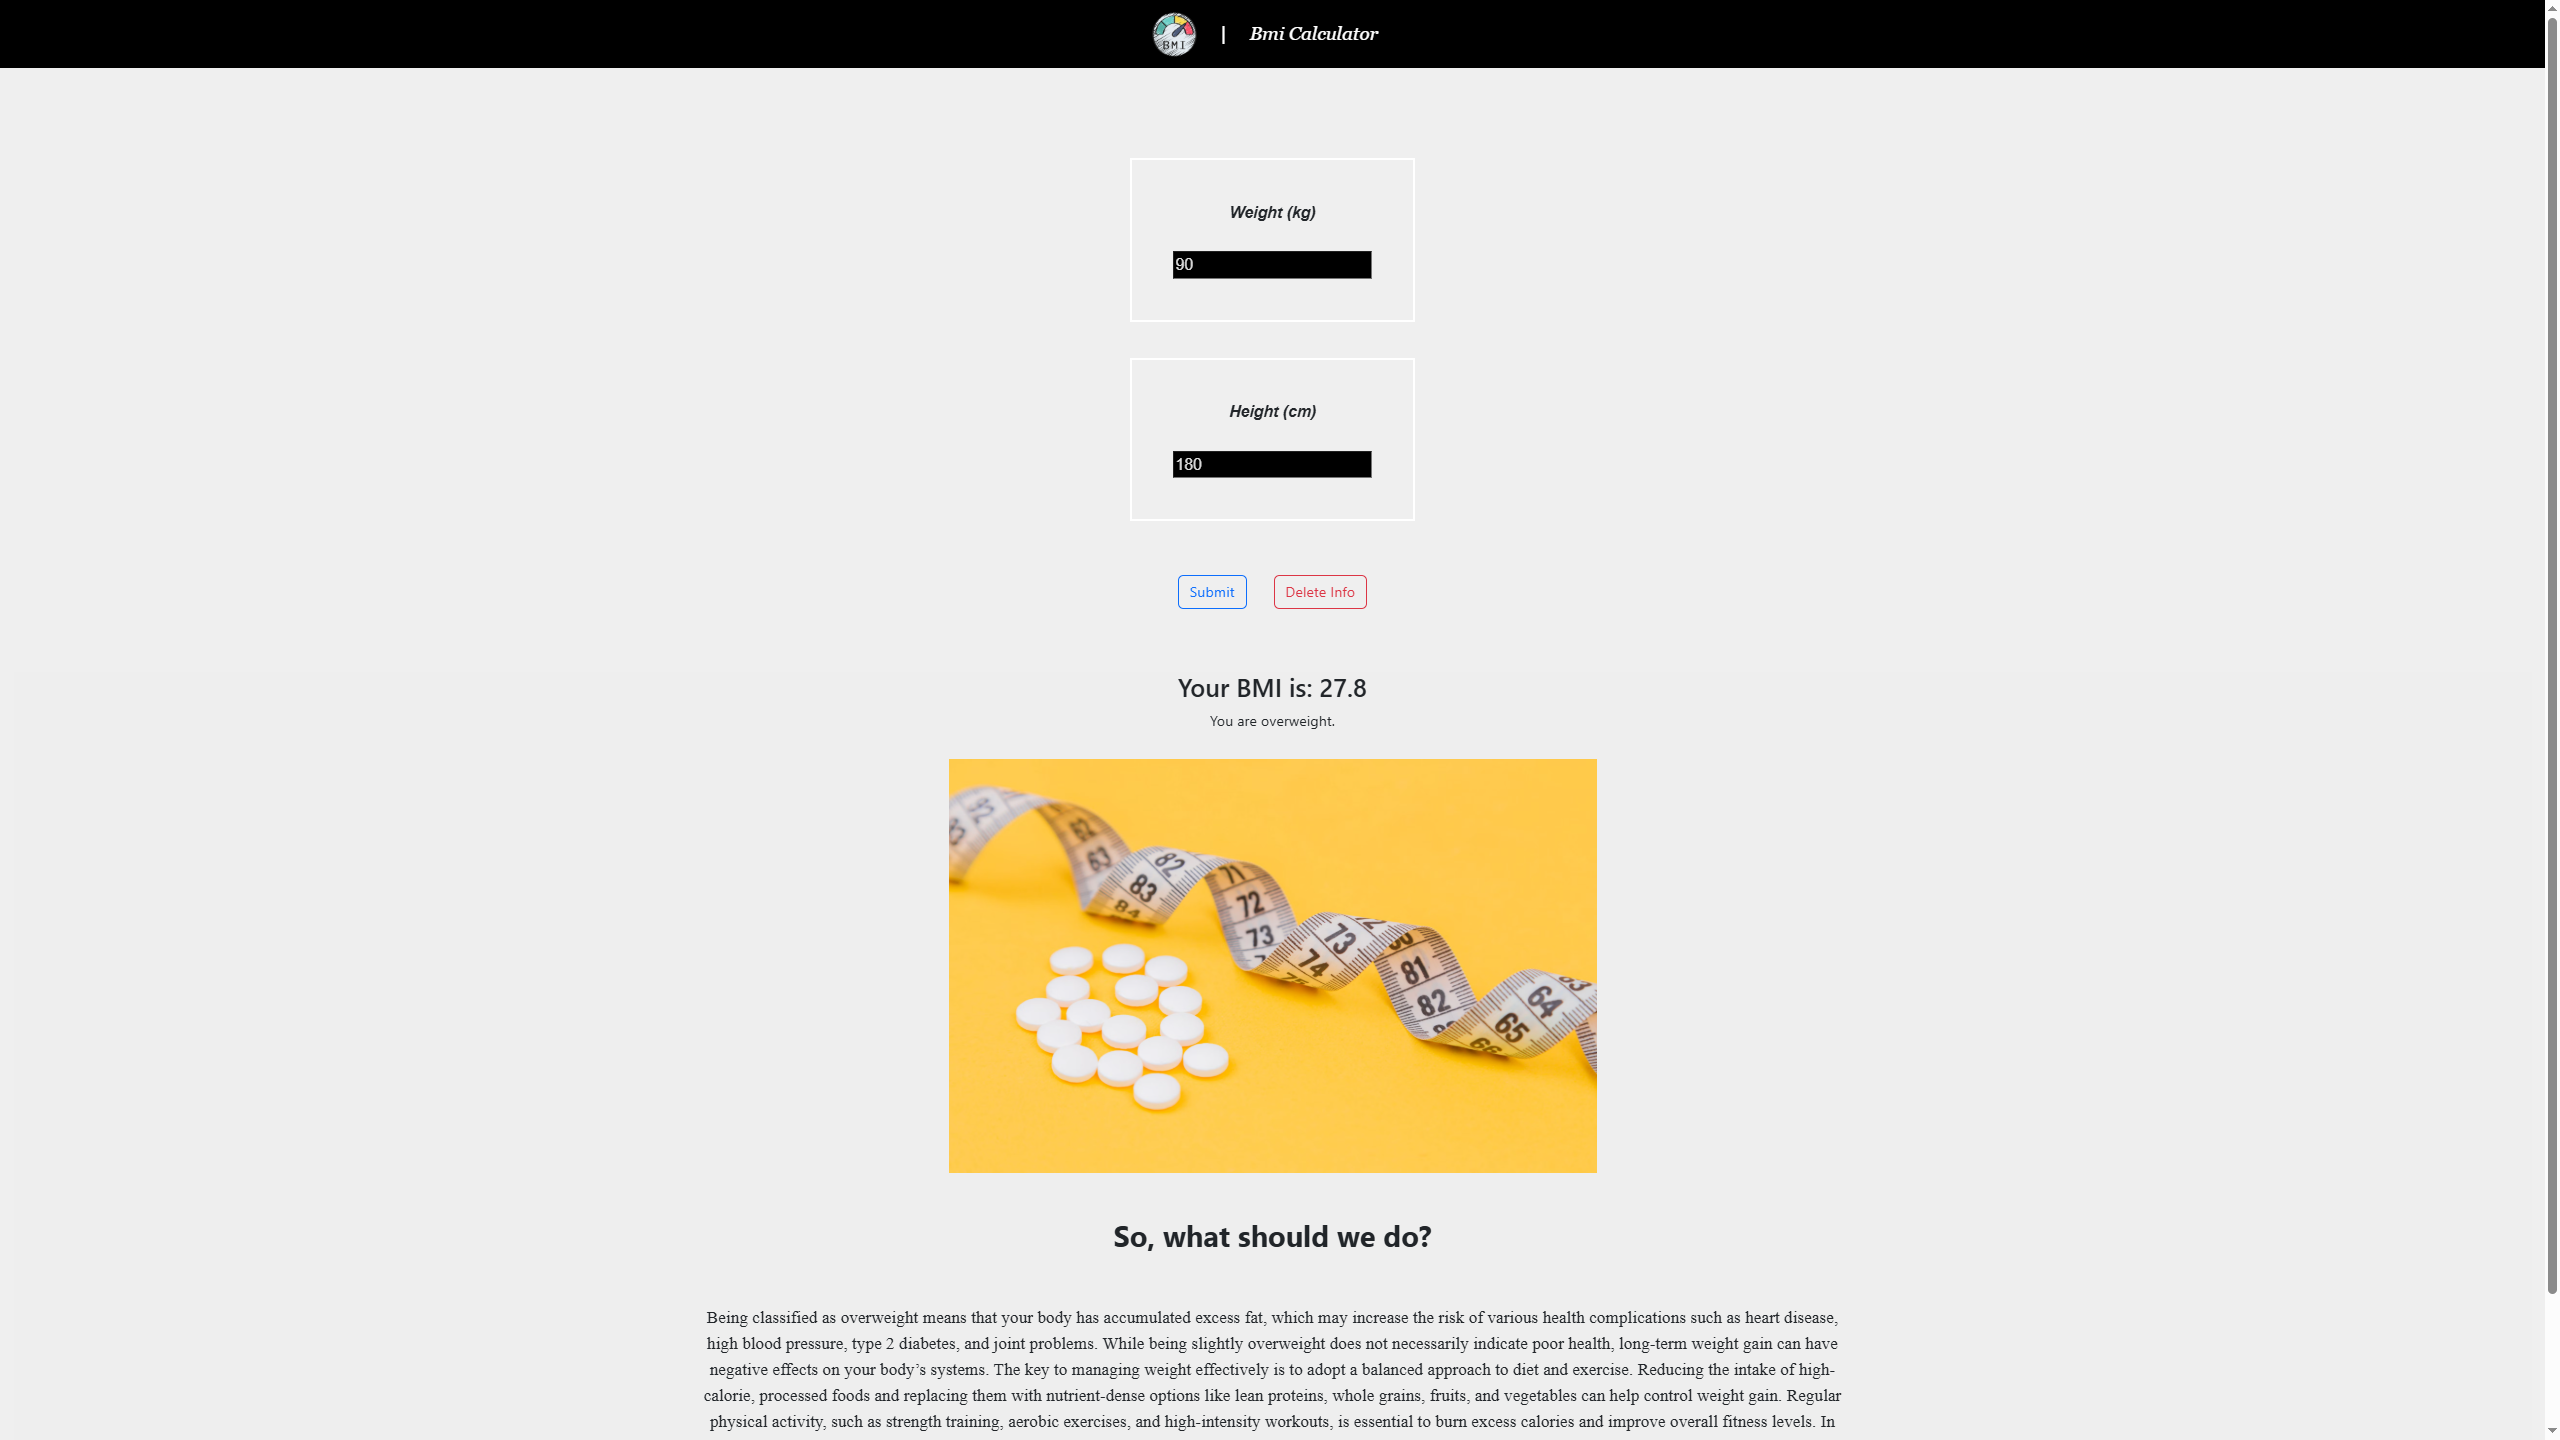 BMI | Bmi Calculator
Weight (kg)
90
Height (cm)
180
Submit Delete Info
Your BMI is: 27.8
You are overweight.
92
62
63
82
83
84
71
72
73
73
74
81
82
64
65
66
83
So, what should we do?
Being classified as overweight means that your body has accumulated excess fat, which may increase the risk of various health complications such as heart disease,
high blood pressure, type 2 diabetes, and joint problems. While being slightly overweight does not necessarily indicate poor health, long-term weight gain can have
negative effects on your body’s systems. The key to managing weight effectively is to adopt a balanced approach to diet and exercise. Reducing the intake of high-
calorie, processed foods and replacing them with nutrient-dense options like lean proteins, whole grains, fruits, and vegetables can help control weight gain. Regular
physical activity, such as strength training, aerobic exercises, and high-intensity workouts, is essential to burn excess calories and improve overall fitness levels. In